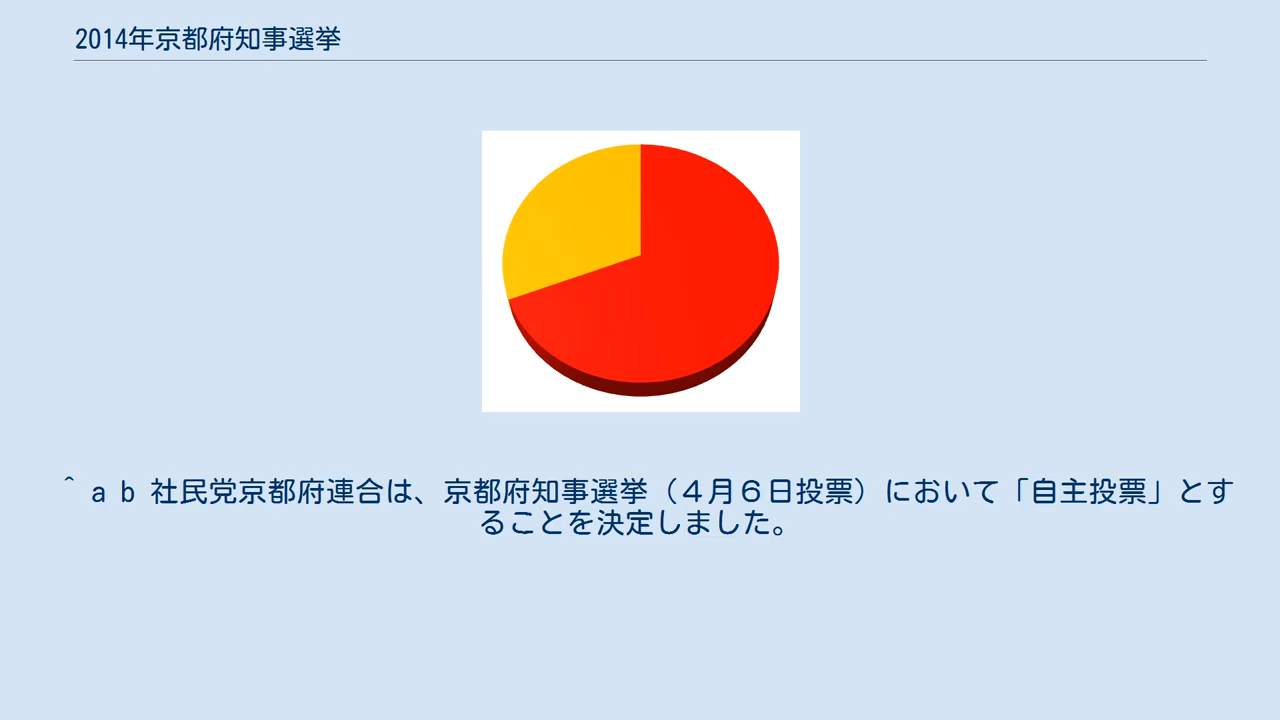 2014年京都府知事選挙
^ a b 社民党京都府連合は、京都府知事選挙（４月６日投票）において「自主投票」とす
ることを決定しました。